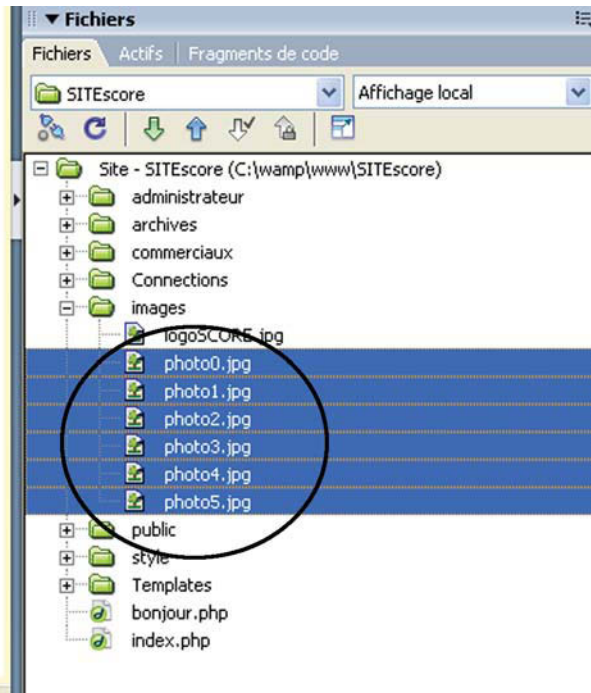 Fichiers
Fichiers Actifs Fragments de code
SITEscore Affichage local
Site - SITEscore (C:\wamp\www\SITEscore)
administrateur
archives
commerciaux
Connections
images
logoSCORE.jpg
photo0.jpg
photo1.jpg
photo2.jpg
photo3.jpg
photo4.jpg
photo5.jpg
public
style
Templates
bonjour.php
index.php